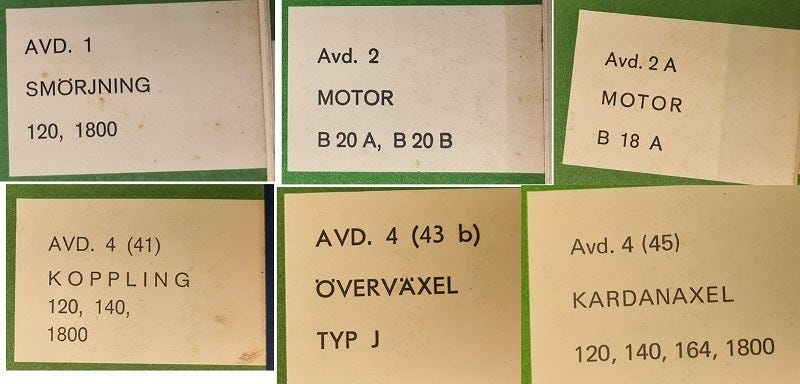 AVD. 1
SMÖRJNING
120, 1800
Avd. 2
MOTOR
B 20 A, B 20 B
Avd. 2 A
MOTOR
B 18 A
AVD. 4 (41)
KOPPLING
120, 140,
1800
AVD. 4 (43 b)
ÖVERVÄXEL
TYP J
Avd. 4 (45)
KARDANAXEL
120, 140, 164, 1800